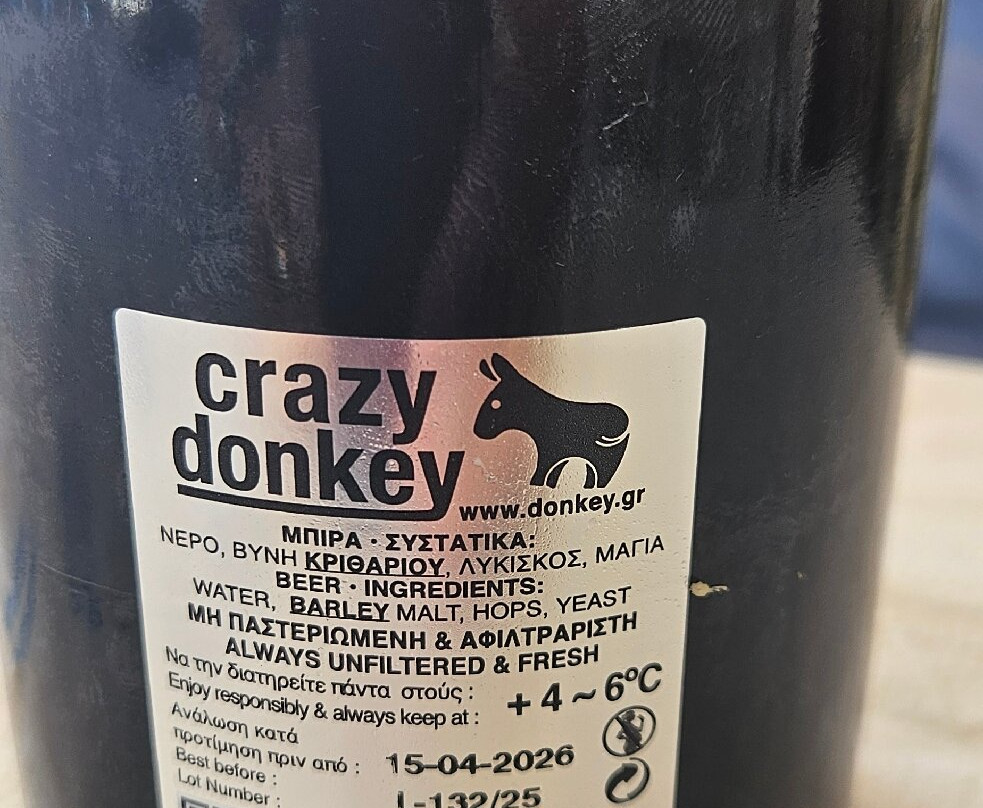 crazy
donkey
www.donkey.gr
ΜΠΙΡΑ · ΣΥΣΤΑΤΙΚΑ:
ΝΕΡΟ, ΒΥΝΗ ΚΡΙΘΑΡΙΟΥ, ΛΥΚΙΣΚΟΣ, ΜΑΓΙΑ
BEER · INGREDIENTS:
WATER, BARLEY MALT, HOPS, YEAST
ΜΗ ΠΑΣΤΕΡΙΩΜΕΝΗ & ΑΦΙΛΤΡΑΡΙΣΤΗ
ALWAYS UNFILTERED & FRESH
Να την διατηρείτε πάντα στούς :
Enjoy responsibly & always keep at :
+ 4 ~ 6°C
Ανάλωση κατά
προτίμηση πριν από :
Best before :
15-04-2026
Lot Number :
L-132/25